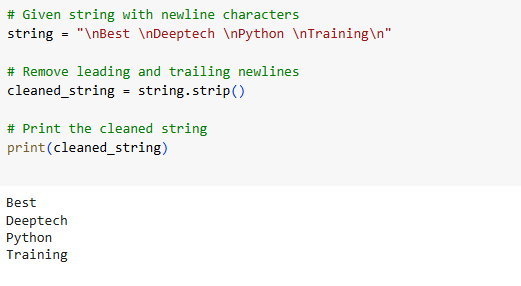 # Given string with newline characters
string = "\nBest \nDeeptech \nPython \nTraining\n"
# Remove leading and trailing newlines
cleaned_string = string.strip()
# Print the cleaned string
print(cleaned_string)
Best
Deeptech
Python
Training